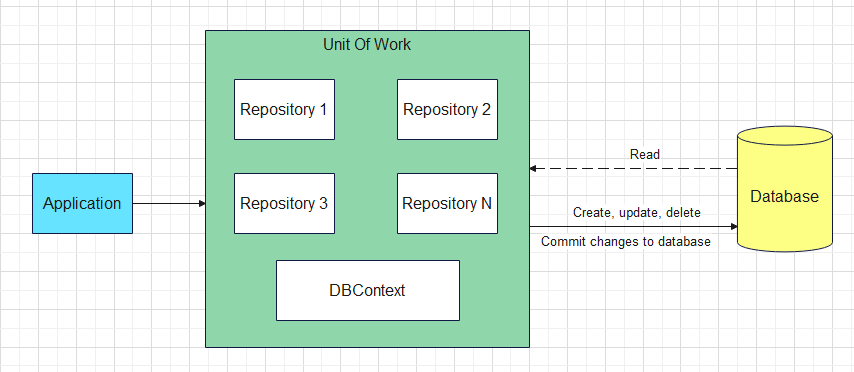 Unit Of Work
Repository 1
Repository 2
Read
Application
Repository 3
Repository N
Database
Create, update, delete
Commit changes to database
DBContext